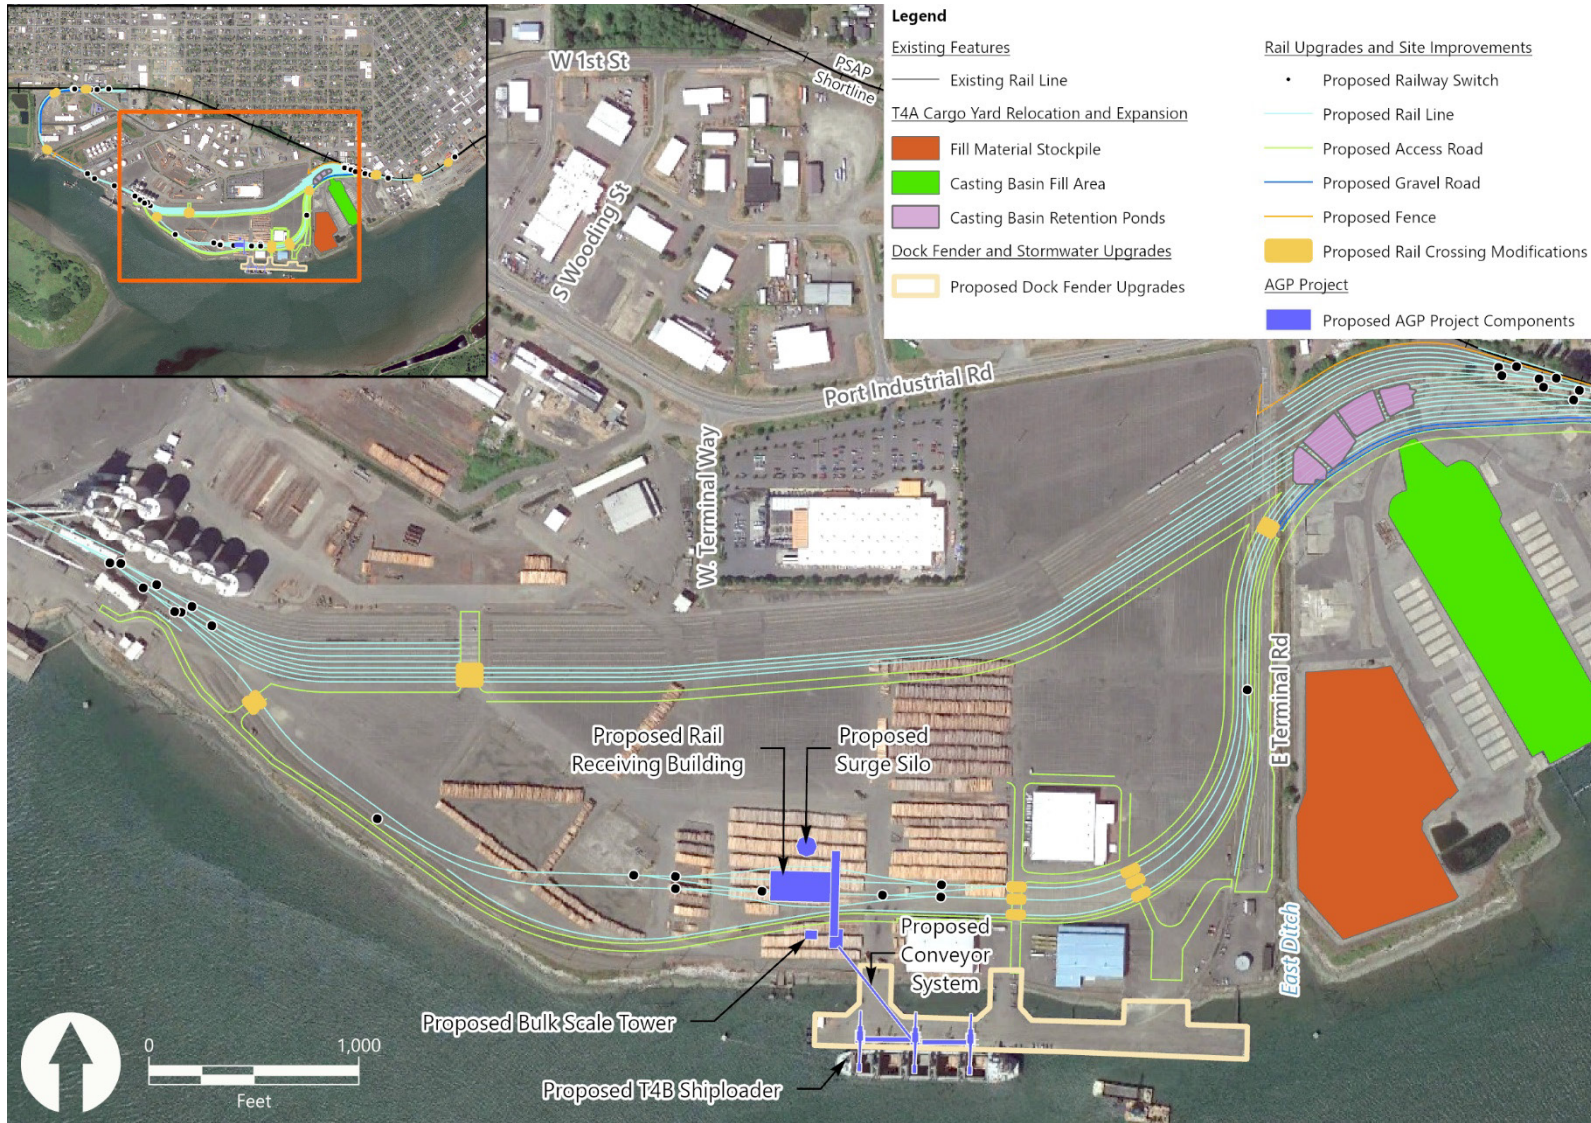 Legend
Existing Features
Existing Rail Line
T4A Cargo Yard Relocation and Expansion
Fill Material Stockpile
Casting Basin Fill Area
Casting Basin Retention Ponds
Dock Fender and Stormwater Upgrades
Proposed Dock Fender Upgrades
Rail Upgrades and Site Improvements
Proposed Railway Switch
Proposed Rail Line
Proposed Access Road
Proposed Gravel Road
Proposed Fence
Proposed Rail Crossing Modifications
AGP Project
Proposed AGP Project Components
W 1st St
PSAP
Shortline
S Wooding St
Port Industrial Rd
W. Terminal Way
E Terminal Rd
Proposed Rail
Receiving Building
Proposed
Surge Silo
Proposed
Conveyor
System
East Ditch
Proposed Bulk Scale Tower
Proposed T4B Shiploader
0 1,000
Feet